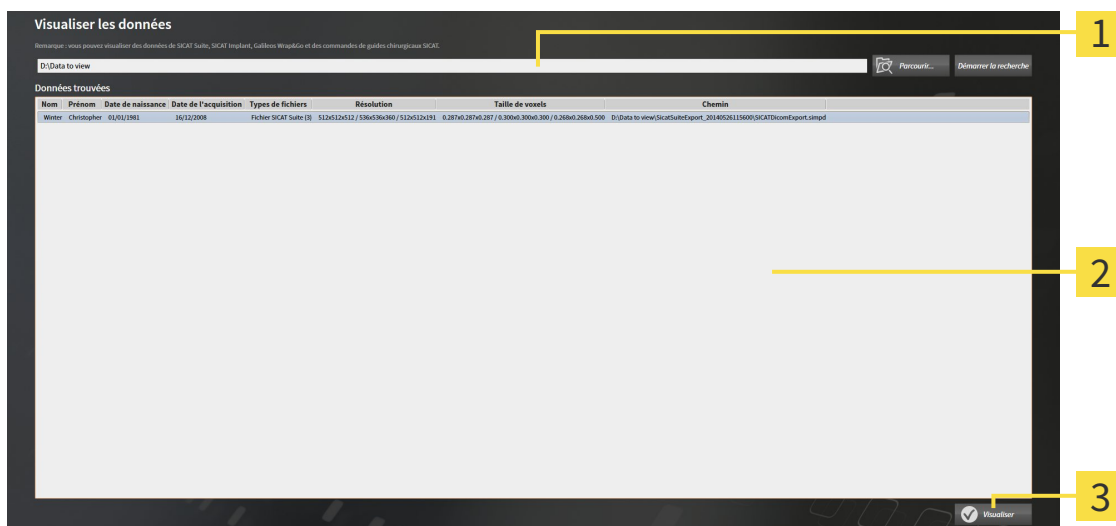 Visualiser les données
1
Remarque : vous pouvez visualiser des données de SICAT Suite, SICAT Implant, Galileos Wrap&Go et des commandes de guides chirurgicaux SICAT.
D:\Data to view Parcourir... Démarrer la recherche
Données trouvées
Nom Prénom Date de naissance Date de l'acquisition Types de fichiers Résolution Taille de voxels Chemin
Winter Christopher 01/01/1981 16/12/2008 Fichier SICAT Suite (3) 512x512x512 / 536x536x360 / 512x512x191 0.287x0.287x0.287 / 0.300x0.300x0.300 / 0.268x0.268x0.500 D:\Data to view\SicatSuiteExport_20140526115600\SICATDicomExport.simpd
2
3
Visualiser